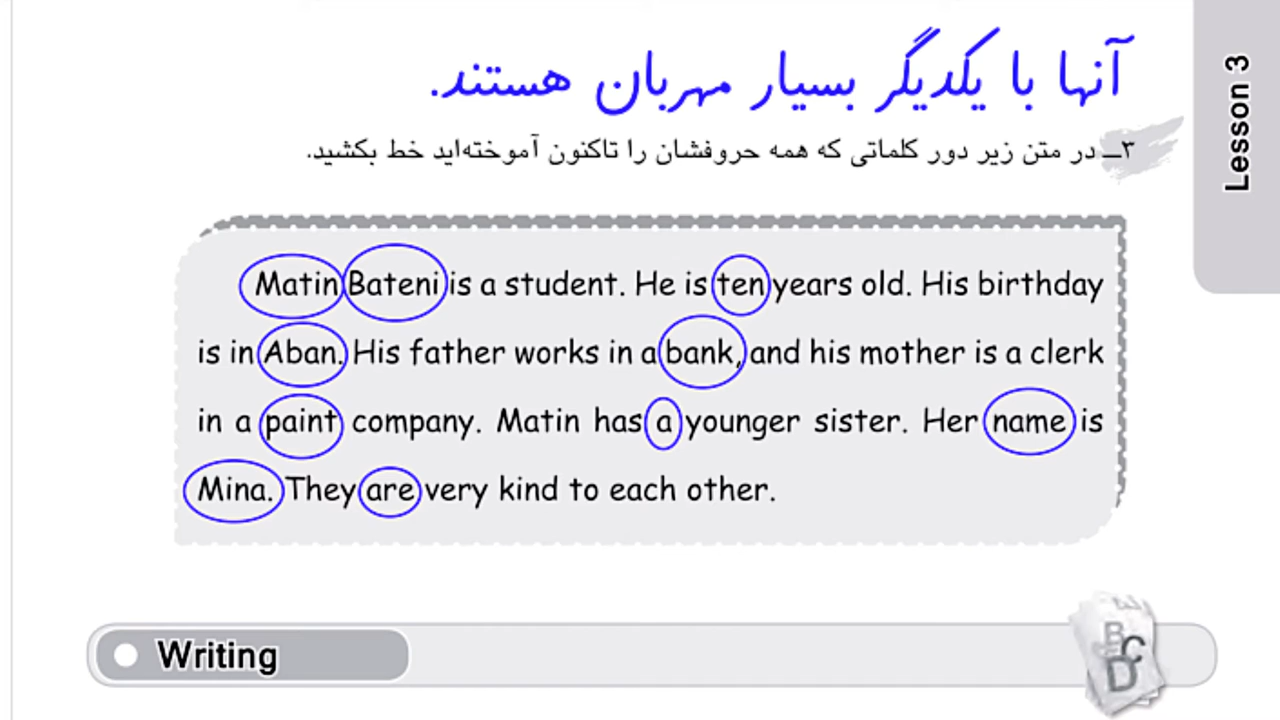 Lesson 3
آنها با یکدیگر بسیار مهربان هستند.
۳ــ در متن زیر دور کلماتی که همه حروفشان را تاکنون آموخته‌اید خط بکشید.
Matin Bateni is a student. He is ten years old. His birthday
is in Aban. His father works in a bank, and his mother is a clerk
in a paint company. Matin has a younger sister. Her name is
Mina. They are very kind to each other.
Writing
B
C
D